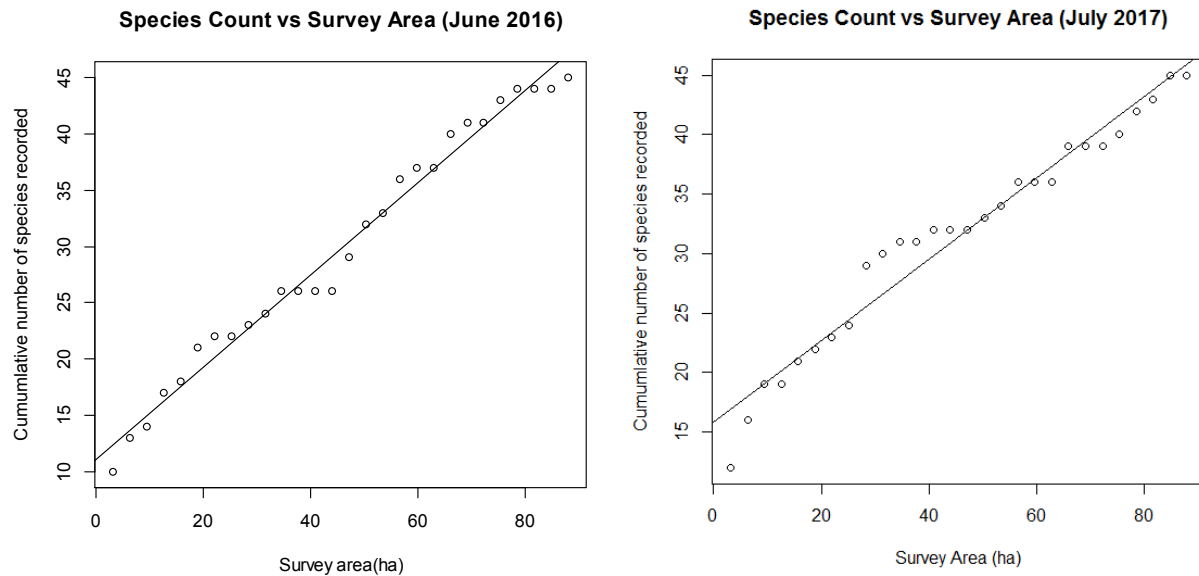 Species Count vs Survey Area (June 2016)
Cumumlative number of species recorded
45
40
35
30
25
20
15
10
0 20 40 60 80
Survey area(ha)
Species Count vs Survey Area (July 2017)
Cumumlative number of species recorded
45
40
35
30
25
20
15
0 20 40 60 80
Survey Area (ha)